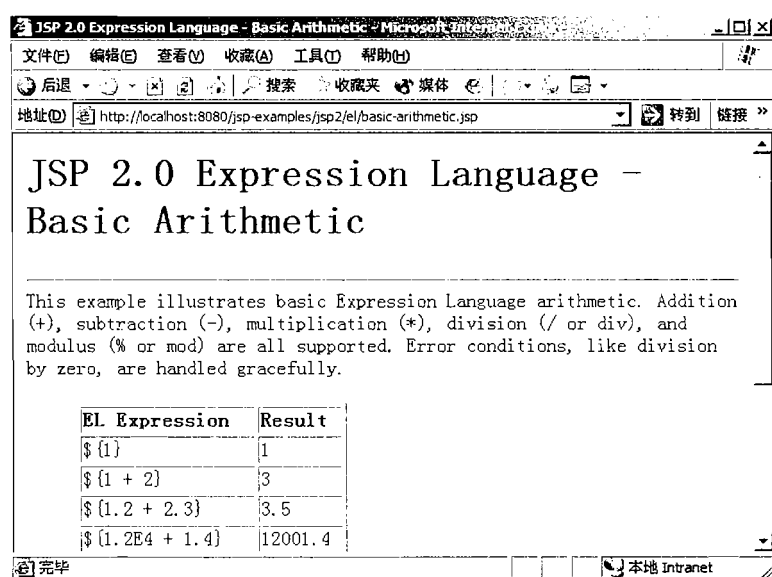 JSP 2.0 Expression Language - Basic Arithmetic - Microsoft Internet
文件(F) 编辑(E) 查看(V) 收藏(A) 工具(T) 帮助(H)
后退 搜索 收藏夹 媒体
地址(D) http://localhost:8080/jsp-examples/jsp2/el/basic-arithmetic.jsp 转到 链接 »
JSP 2.0 Expression Language -
Basic Arithmetic
This example illustrates basic Expression Language arithmetic. Addition
(+), subtraction (-), multiplication (*), division (/ or div), and
modulus (% or mod) are all supported. Error conditions, like division
by zero, are handled gracefully.
EL Expression Result
${1} 1
${1 + 2} 3
${1.2 + 2.3} 3.5
${1.2E4 + 1.4} 12001.4
完毕 本地 Intranet